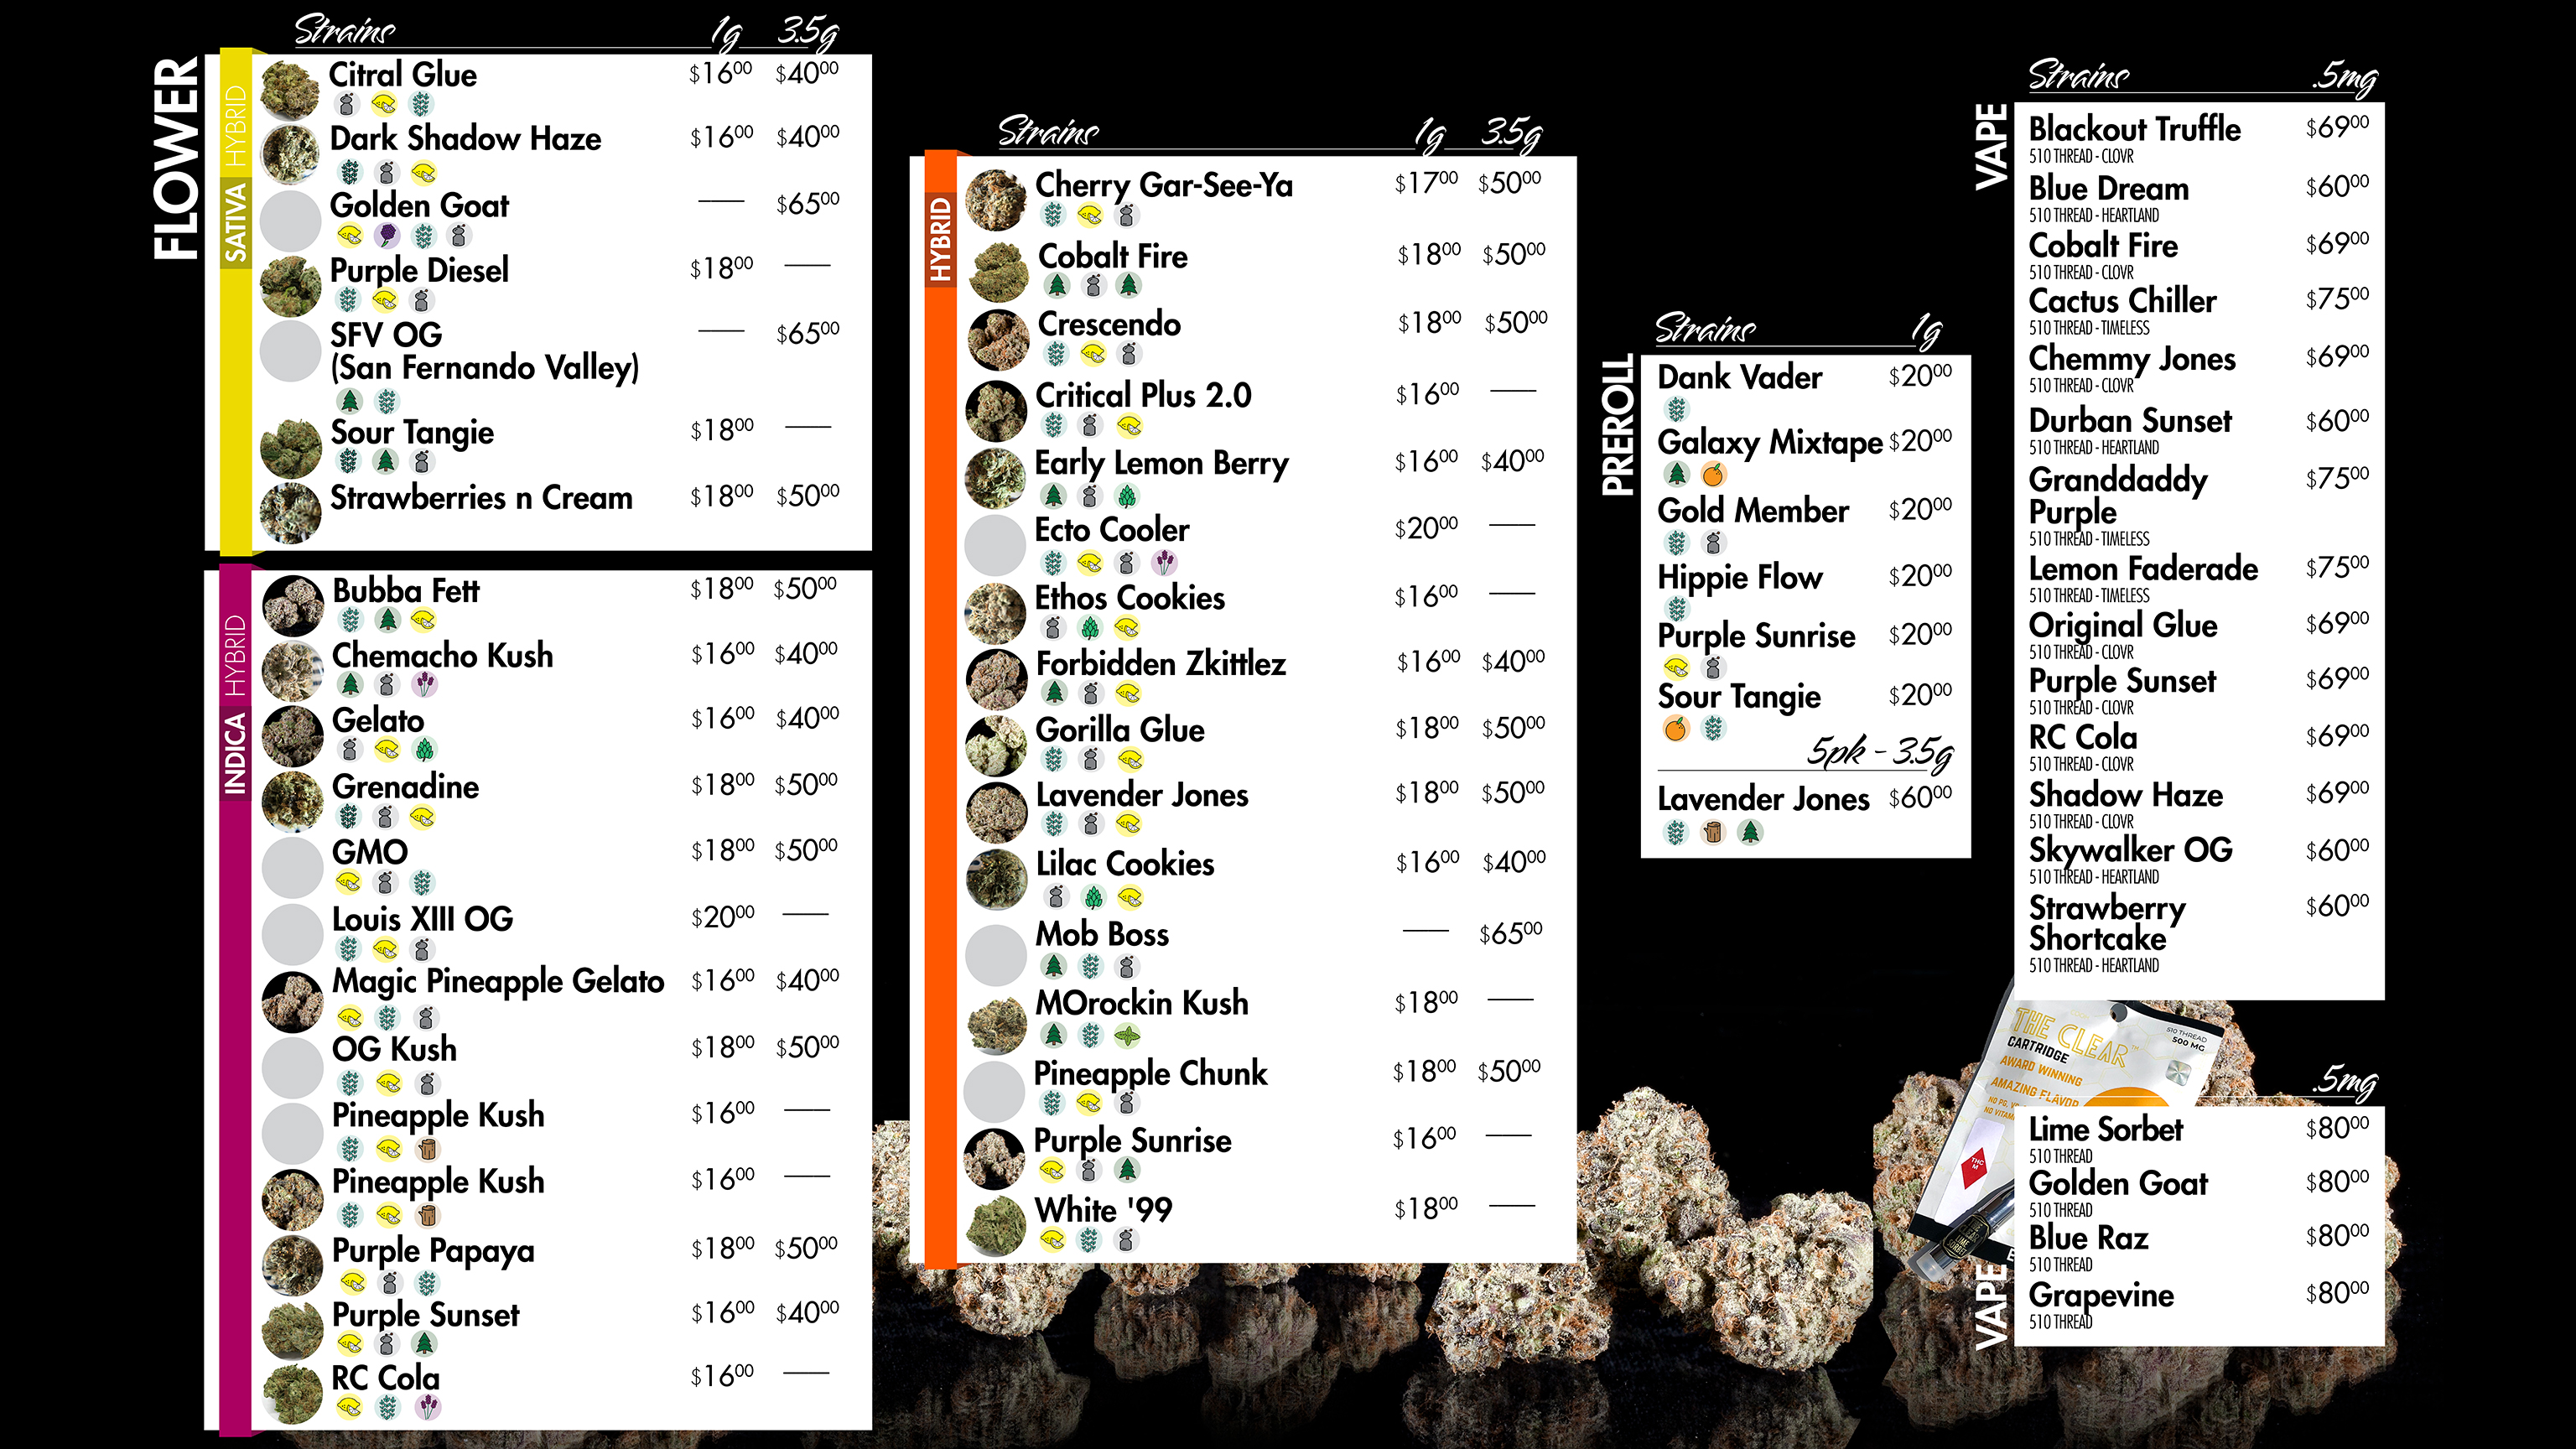 FLOWER
Strains 1g 3.5g
SATIVA HYBRID
Citral Glue $16.00 $40.00
Dark Shadow Haze $16.00 $40.00
Golden Goat — $65.00
Purple Diesel $18.00 —
SFV OG — $65.00
(San Fernando Valley)
Sour Tangie $18.00 —
Strawberries n Cream $18.00 $50.00
INDICA HYBRID
Bubba Fett $18.00 $50.00
Chemacho Kush $16.00 $40.00
Gelato $16.00 $40.00
Grenadine $18.00 $50.00
GMO $18.00 $50.00
Louis XIII OG $20.00 —
Magic Pineapple Gelato $16.00 $40.00
OG Kush $18.00 $50.00
Pineapple Kush $16.00 —
Pineapple Kush $16.00 —
Purple Papaya $18.00 $50.00
Purple Sunset $16.00 $40.00
RC Cola $16.00 —
Strains 1g 3.5g
HYBRID
Cherry Gar-See-Ya $17.00 $50.00
Cobalt Fire $18.00 $50.00
Crescendo $18.00 $50.00
Critical Plus 2.0 $16.00 —
Early Lemon Berry $16.00 $40.00
Ecto Cooler $20.00 —
Ethos Cookies $16.00 —
Forbidden Zkittlez $16.00 $40.00
Gorilla Glue $18.00 $50.00
Lavender Jones $18.00 $50.00
Lilac Cookies $16.00 $40.00
Mob Boss — $65.00
MOrockin Kush $18.00 —
Pineapple Chunk $18.00 $50.00
Purple Sunrise $16.00 —
White '99 $18.00 —
PREROLL
Strains 1g
Dank Vader $20.00
Galaxy Mixtape $20.00
Gold Member $20.00
Hippie Flow $20.00
Purple Sunrise $20.00
Sour Tangie $20.00
5pk - 3.5g
Lavender Jones $60.00
VAPE
Strains .5mg
Blackout Truffle $69.00
510 THREAD - CLOVR
Blue Dream $60.00
510 THREAD - HEARTLAND
Cobalt Fire $69.00
510 THREAD - CLOVR
Cactus Chiller $75.00
510 THREAD - TIMELESS
Chemmy Jones $69.00
510 THREAD - CLOVR
Durban Sunset $60.00
510 THREAD - HEARTLAND
Granddaddy $75.00
Purple
510 THREAD - TIMELESS
Lemon Faderade $75.00
510 THREAD - TIMELESS
Original Glue $69.00
510 THREAD - CLOVR
Purple Sunset $69.00
510 THREAD - CLOVR
RC Cola $69.00
510 THREAD - CLOVR
Shadow Haze $69.00
510 THREAD - CLOVR
Skywalker OG $60.00
510 THREAD - HEARTLAND
Strawberry $60.00
Shortcake
510 THREAD - HEARTLAND
THE CLEAR™
CARTRIDGE
510 THREAD
500 MG
AWARD WINNING
AMAZING FLAVOR
NO PG,
NO
THC
M
VAPE
.5mg
Lime Sorbet $80.00
510 THREAD
Golden Goat $80.00
510 THREAD
Blue Raz $80.00
510 THREAD
Grapevine $80.00
510 THREAD